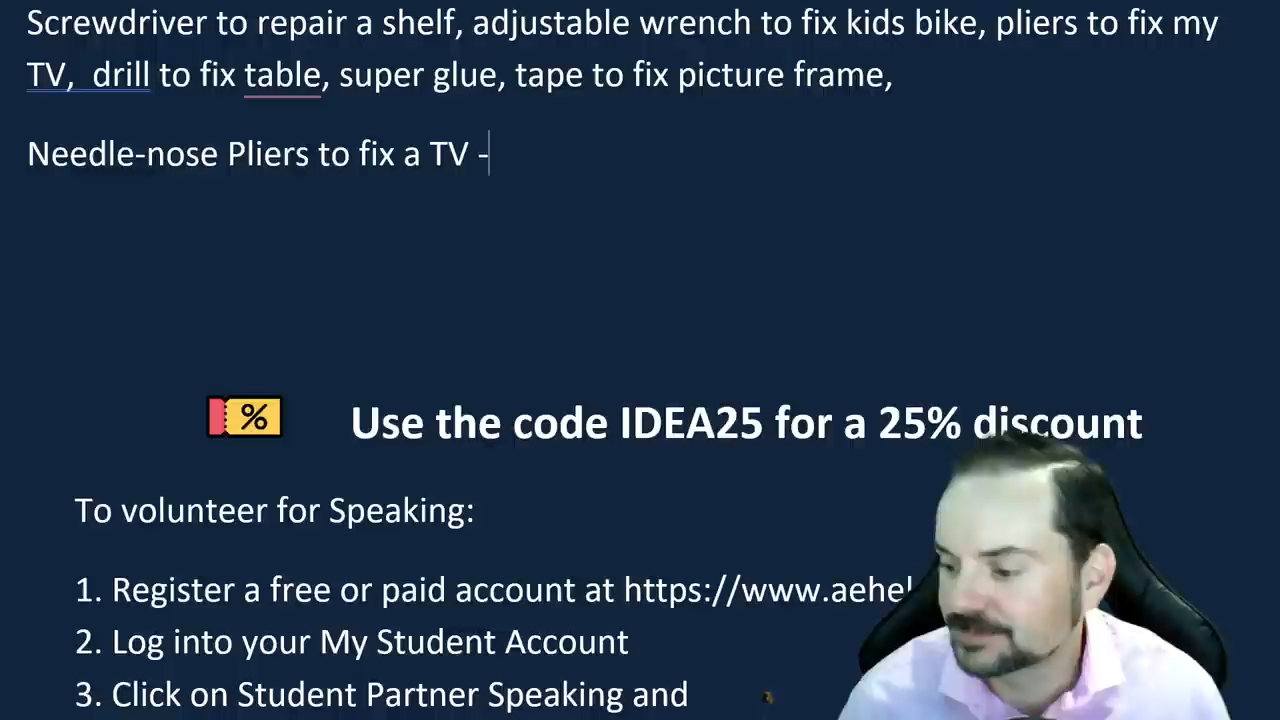 Screwdriver to repair a shelf, adjustable wrench to fix kids bike, pliers to fix my
TV,  drill to fix table, super glue, tape to fix picture frame,
Needle-nose Pliers to fix a TV -
%
Use the code IDEA25 for a 25% discount
To volunteer for Speaking:
1. Register a free or paid account at https://www.aehel
2. Log into your My Student Account
3. Click on Student Partner Speaking and